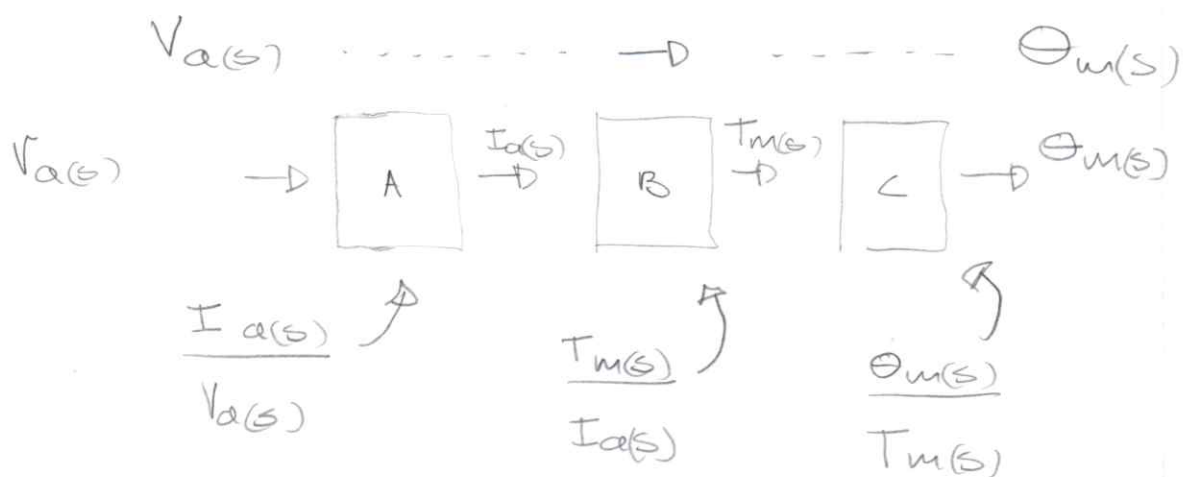 Va(s) - - - - - → - - - - - Θm(s)
Va(s) → A Ia(s) → B Tm(s) → C → Θm(s)
Ia(s) / Va(s)
Tm(s) / Ia(s)
Θm(s) / Tm(s)